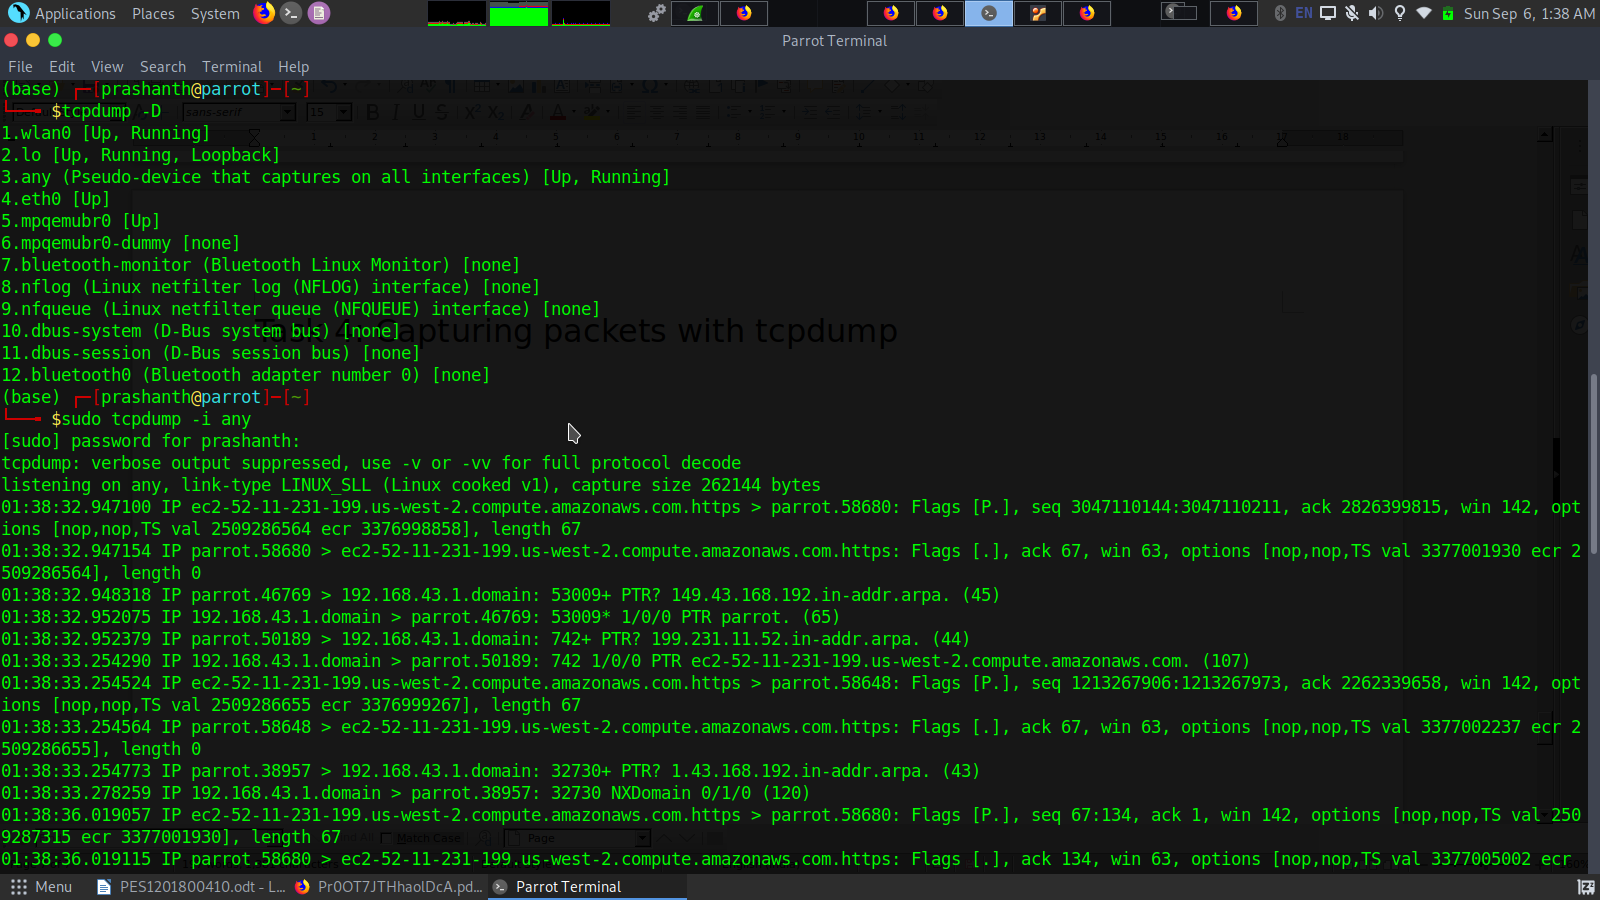 Applications Places System EN Sun Sep 6, 1:38 AM
Parrot Terminal
File Edit View Search Terminal Help
(base) ┌─[prashanth@parrot]─[~]
└──╼ $tcpdump -D
sans-serif 15
1.wlan0 [Up, Running]
2.lo [Up, Running, Loopback]
3.any (Pseudo-device that captures on all interfaces) [Up, Running]
4.eth0 [Up]
5.mpqemubr0 [Up]
6.mpqemubr0-dummy [none]
7.bluetooth-monitor (Bluetooth Linux Monitor) [none]
8.nflog (Linux netfilter log (NFLOG) interface) [none]
9.nfqueue (Linux netfilter queue (NFQUEUE) interface) [none]
10.dbus-system (D-Bus system bus) [none]
Task 4: Capturing packets with tcpdump
11.dbus-session (D-Bus session bus) [none]
12.bluetooth0 (Bluetooth adapter number 0) [none]
(base) ┌─[prashanth@parrot]─[~]
└──╼ $sudo tcpdump -i any
[sudo] password for prashanth:
tcpdump: verbose output suppressed, use -v or -vv for full protocol decode
listening on any, link-type LINUX_SLL (Linux cooked v1), capture size 262144 bytes
01:38:32.947100 IP ec2-52-11-231-199.us-west-2.compute.amazonaws.com.https > parrot.58680: Flags [P.], seq 3047110144:3047110211, ack 2826399815, win 142, opt
ions [nop,nop,TS val 2509286564 ecr 3376998858], length 67
01:38:32.947154 IP parrot.58680 > ec2-52-11-231-199.us-west-2.compute.amazonaws.com.https: Flags [.], ack 67, win 63, options [nop,nop,TS val 3377001930 ecr 2
509286564], length 0
01:38:32.948318 IP parrot.46769 > 192.168.43.1.domain: 53009+ PTR? 149.43.168.192.in-addr.arpa. (45)
01:38:32.952075 IP 192.168.43.1.domain > parrot.46769: 53009* 1/0/0 PTR parrot. (65)
01:38:32.952379 IP parrot.50189 > 192.168.43.1.domain: 742+ PTR? 199.231.11.52.in-addr.arpa. (44)
01:38:33.254290 IP 192.168.43.1.domain > parrot.50189: 742 1/0/0 PTR ec2-52-11-231-199.us-west-2.compute.amazonaws.com. (107)
01:38:33.254524 IP ec2-52-11-231-199.us-west-2.compute.amazonaws.com.https > parrot.58648: Flags [P.], seq 1213267906:1213267973, ack 2262339658, win 142, opt
ions [nop,nop,TS val 2509286655 ecr 3376999267], length 67
01:38:33.254564 IP parrot.58648 > ec2-52-11-231-199.us-west-2.compute.amazonaws.com.https: Flags [.], ack 67, win 63, options [nop,nop,TS val 3377002237 ecr 2
509286655], length 0
01:38:33.254773 IP parrot.38957 > 192.168.43.1.domain: 32730+ PTR? 1.43.168.192.in-addr.arpa. (43)
01:38:33.278259 IP 192.168.43.1.domain > parrot.38957: 32730 NXDomain 0/1/0 (120)
01:38:36.019057 IP ec2-52-11-231-199.us-west-2.compute.amazonaws.com.https > parrot.58680: Flags [P.], seq 67:134, ack 1, win 142, options [nop,nop,TS val 250
9287315 ecr 3377001930], length 67
Match Case Page
01:38:36.019115 IP parrot.58680 > ec2-52-11-231-199.us-west-2.compute.amazonaws.com.https: Flags [.], ack 134, win 63, options [nop,nop,TS val 3377005002 ecr
Menu PES1201800410.odt - L... Pr0OT7JTHhaolDcA.pd... Parrot Terminal